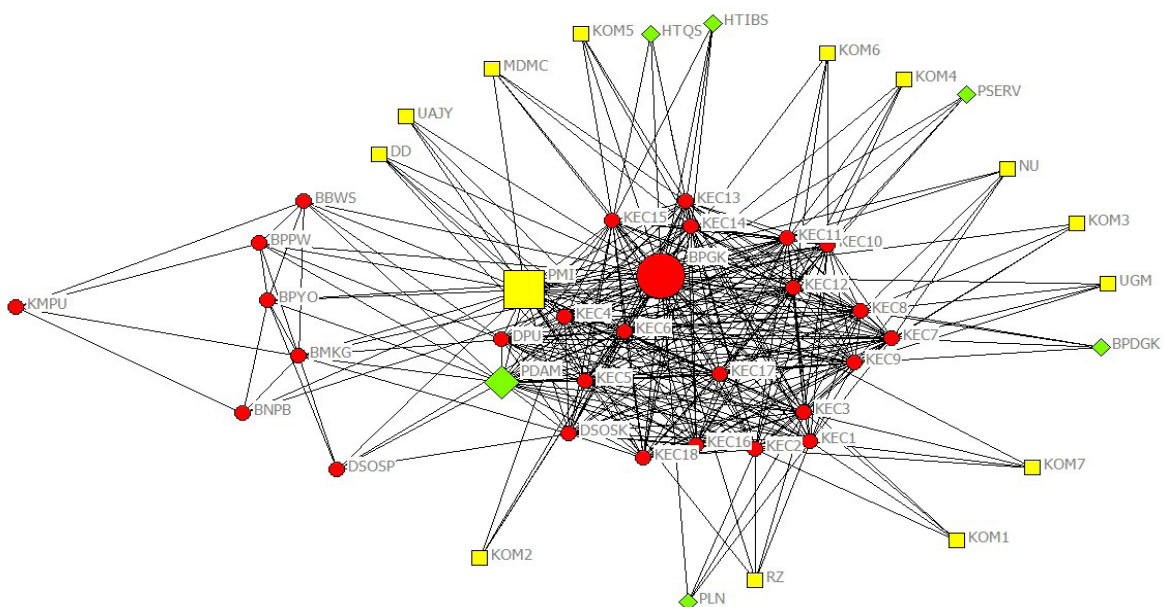 HTIBS
KOM5
HTQS
KOM6
MDMC
KOM4
PSERV
UAJY
DD
NU
BBWS
KEC13
KEC15
KEC14
KOM3
BPPW
KEC11
KEC10
BPGK
PMI
UGM
BPYO
KEC12
KMPU
KEC8
KEC4
KEC6
DPU
KEC7
BPDGK
BMKG
KEC9
PDAM
KEC5
KEC17
BNPB
KEC3
DSOSK
KEC1
KEC16
KEC2
KEC18
DSOSP
KOM7
KOM1
KOM2
RZ
PLN